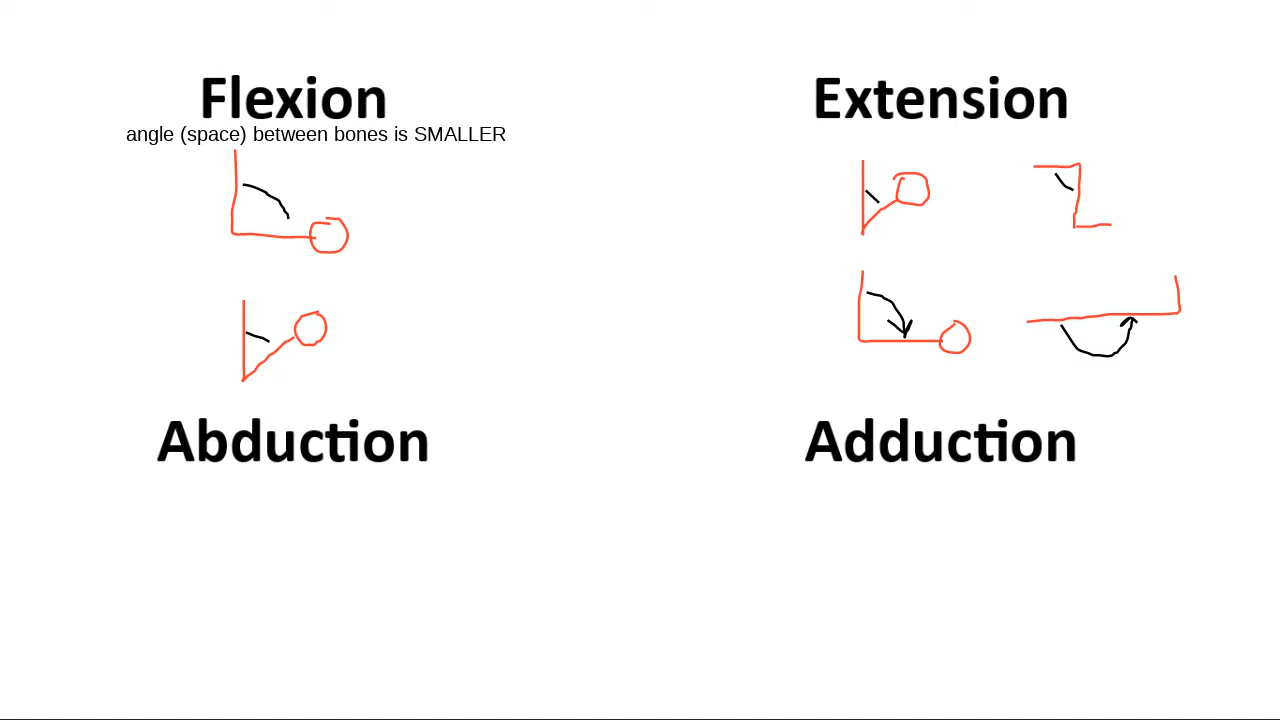 Flexion
angle (space) between bones is SMALLER
Extension
Abduction
Adduction